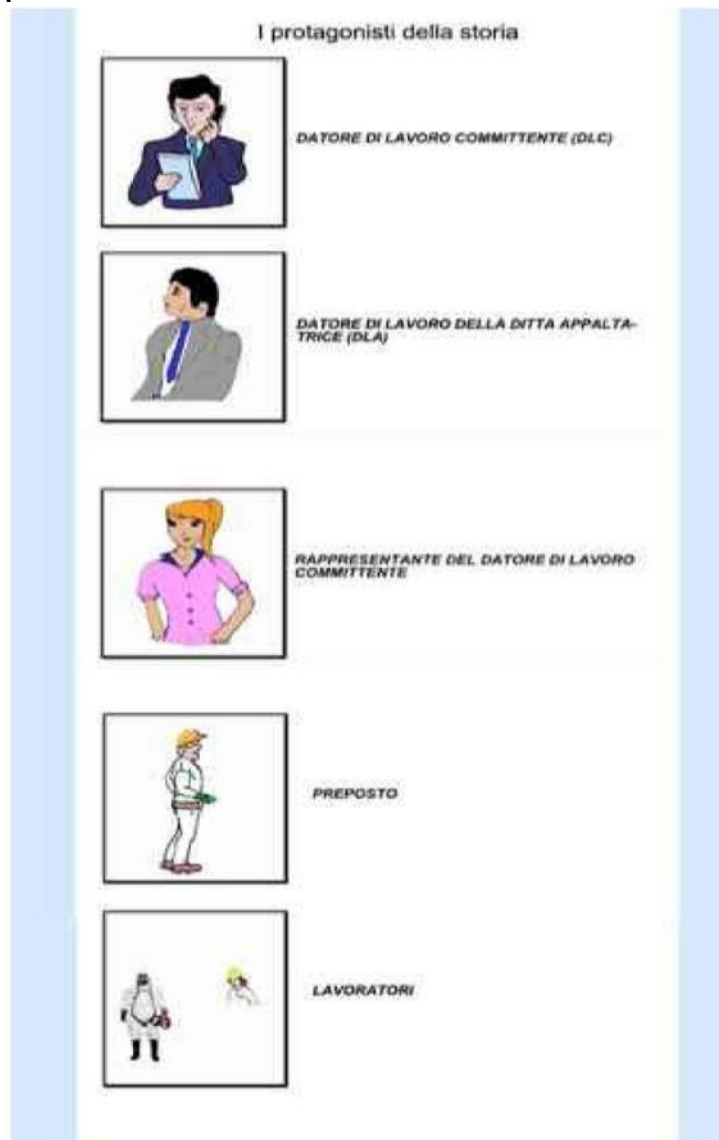 I protagonisti della storia
DATORE DI LAVORO COMMITTENTE (DLC)
DATORE DI LAVORO DELLA DITTA APPALTA-
TRICE (DLA)
RAPPRESENTANTE DEL DATORE DI LAVORO
COMMITTENTE
PREPOSTO
LAVORATORI